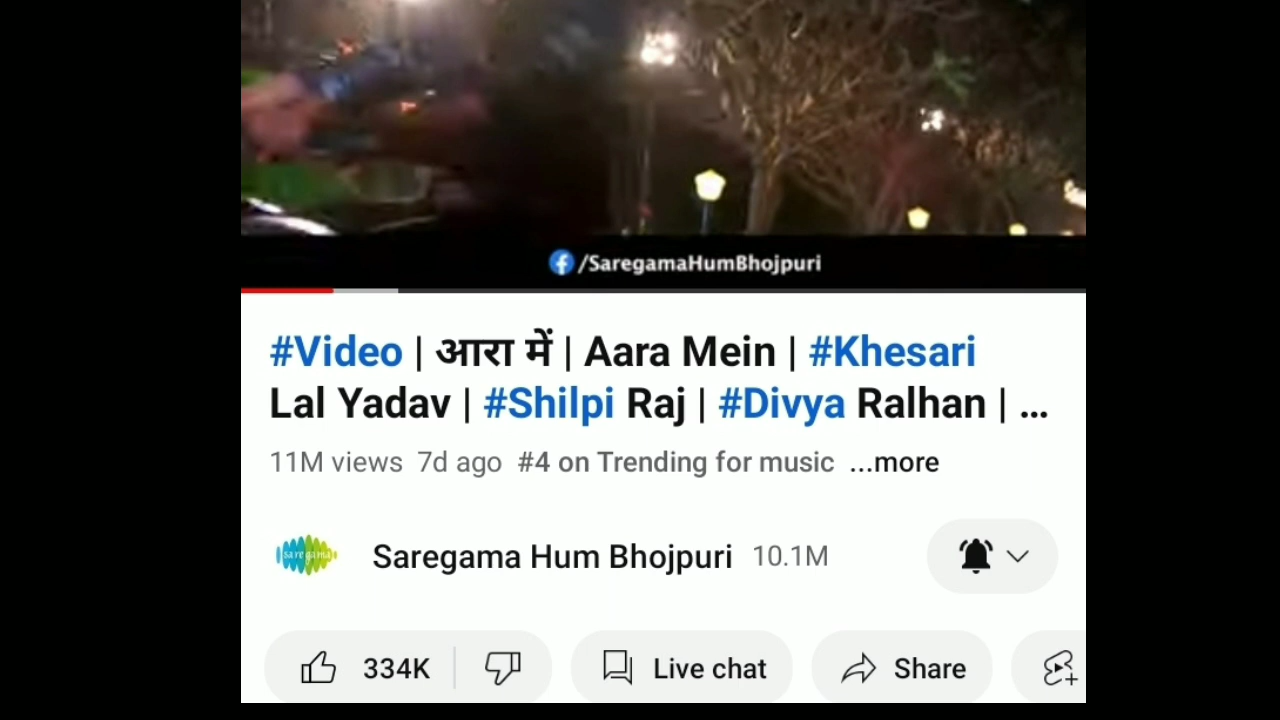 /SaregamaHumBhojpuri
#Video | आरा में | Aara Mein | #Khesari
Lal Yadav | #Shilpi Raj | #Divya Ralhan | ...
11M views 7d ago #4 on Trending for music ...more
saregama
Saregama Hum Bhojpuri 10.1M
334K Live chat Share